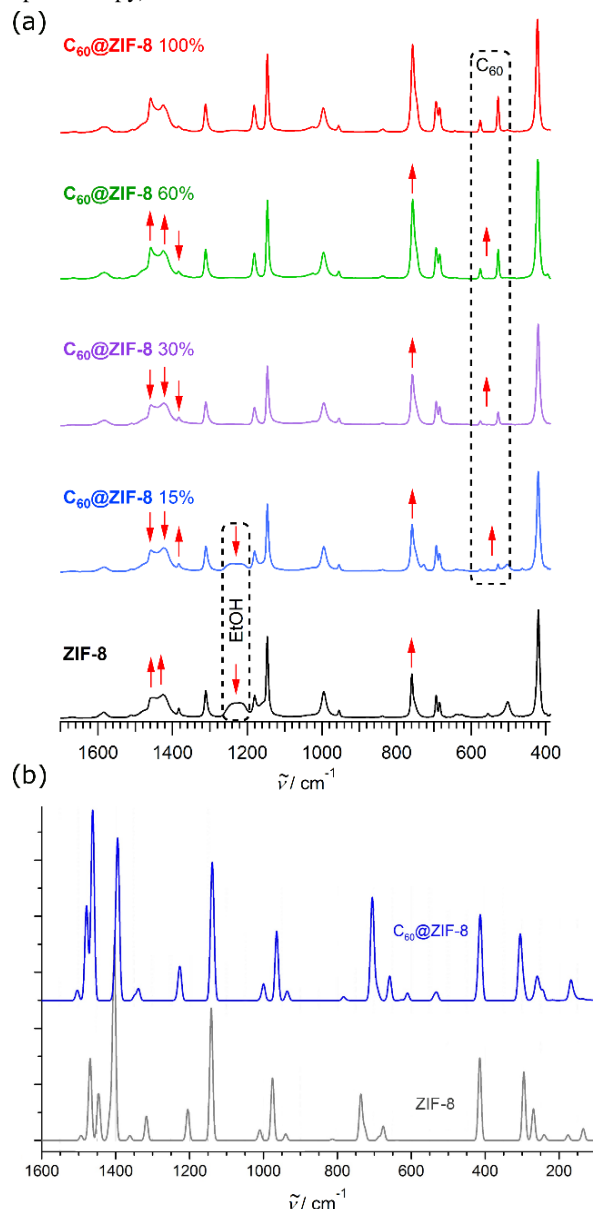 (a)
C60@ZIF-8 100%
C60
C60@ZIF-8 60%
C60@ZIF-8 30%
C60@ZIF-8 15%
EtOH
ZIF-8
1600 1400 1200 1000 800 600 400
ν̃ / cm-1
(b)
C60@ZIF-8
ZIF-8
1600 1400 1200 1000 800 600 400 200
ν̃ / cm-1